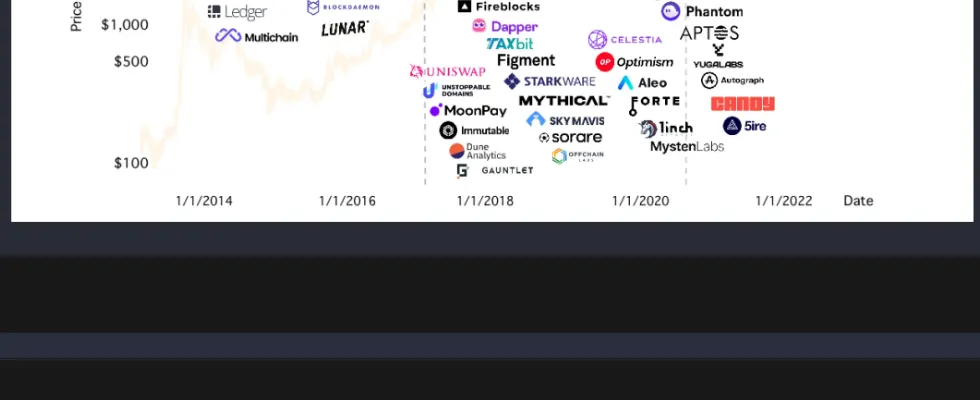 Price
$1,000
$500
$100
Ledger
Multichain
BLOCKDAEMON
LUNAR
Fireblocks
Dapper
TAXbit
Figment
UNISWAP
STARKWARE
UNSTOPPABLE
DOMAINS
MYTHICAL
MoonPay
SKY MAVIS
Immutable
sorare
Dune
Analytics
OFFCHAIN
LABS
GAUNTLET
Phantom
APTOS
CELESTIA
YUGALABS
OP Optimism
Aleo
Autograph
FORTE
CANDY
1inch
5ire
MystenLabs
1/1/2014 1/1/2016 1/1/2018 1/1/2020 1/1/2022 Date